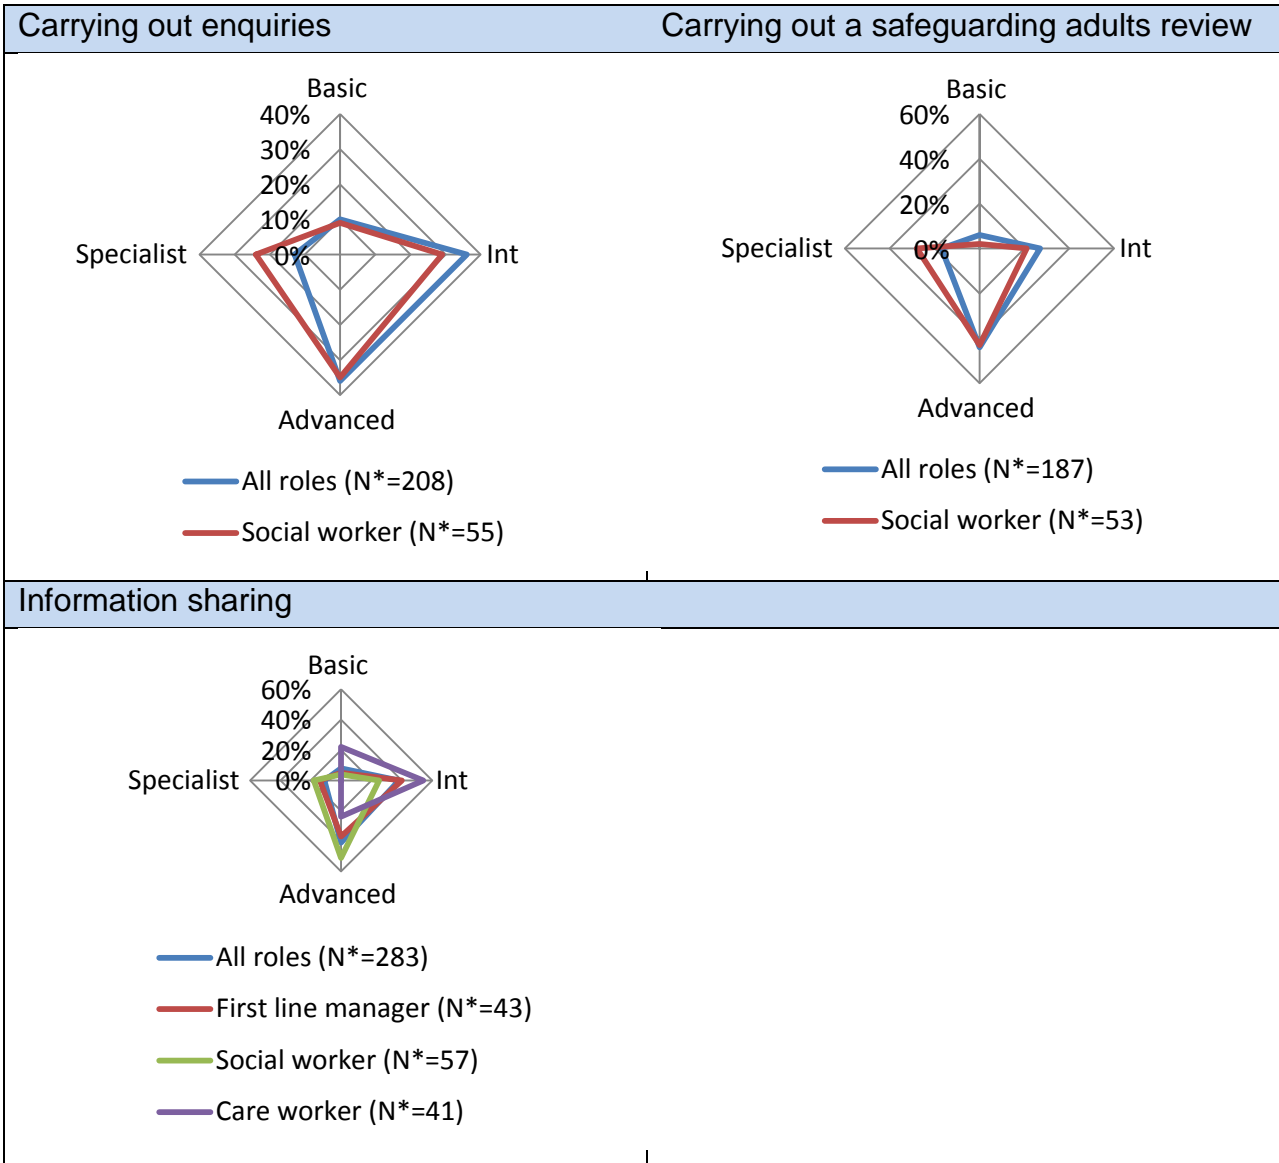 Carrying out enquiries
Carrying out a safeguarding adults review
Basic
40%
30%
20%
10%
0%
Specialist
Int
Advanced
All roles (N*=208)
Social worker (N*=55)
Basic
60%
40%
20%
0%
Specialist
Int
Advanced
All roles (N*=187)
Social worker (N*=53)
Information sharing
Basic
60%
40%
20%
0%
Specialist
Int
Advanced
All roles (N*=283)
First line manager (N*=43)
Social worker (N*=57)
Care worker (N*=41)